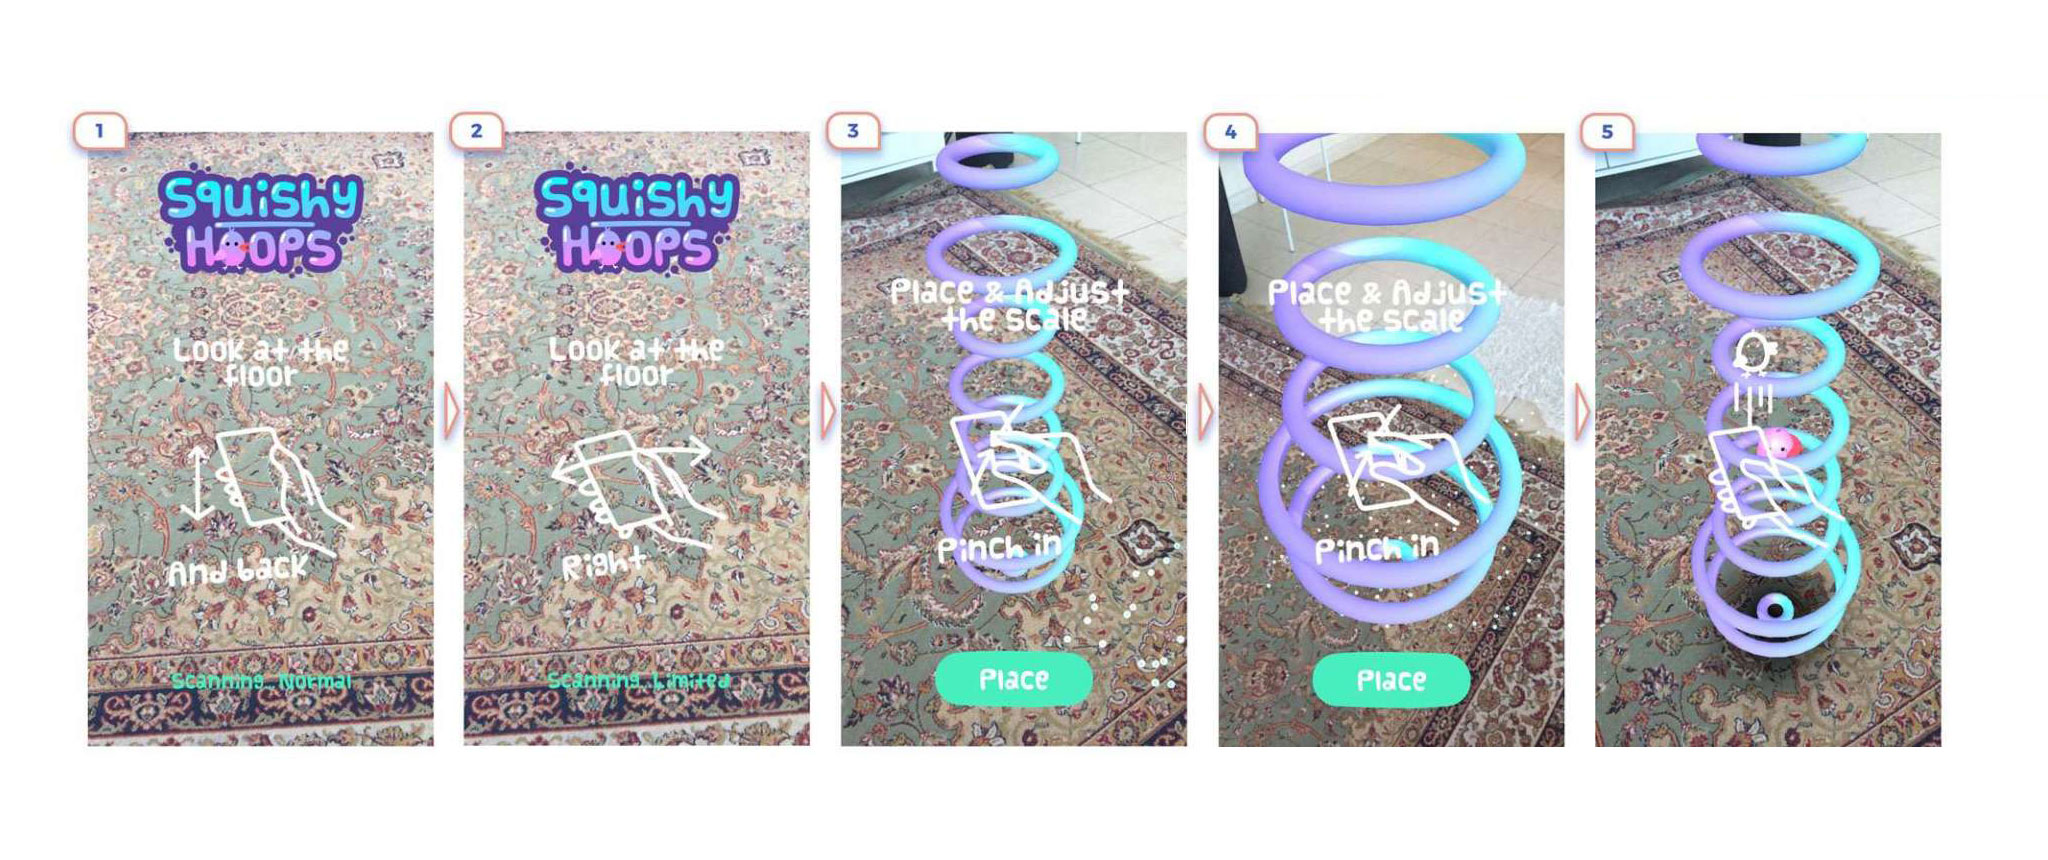 1
Squishy
Hoops
Look at the
floor
And back
Scanning...Normal
2
Squishy
Hoops
Look at the
floor
Right
Scanning..Limited
3
Place & Adjust
the scale
Pinch in
Place
4
Place & Adjust
the scale
Pinch in
Place
5